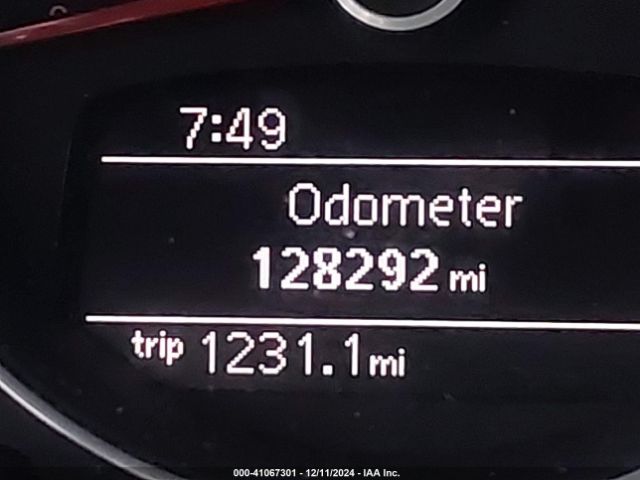 7:49
Odometer
128292 mi
trip 1231.1 mi
000-41067301 - 12/11/2024 - IAA Inc.